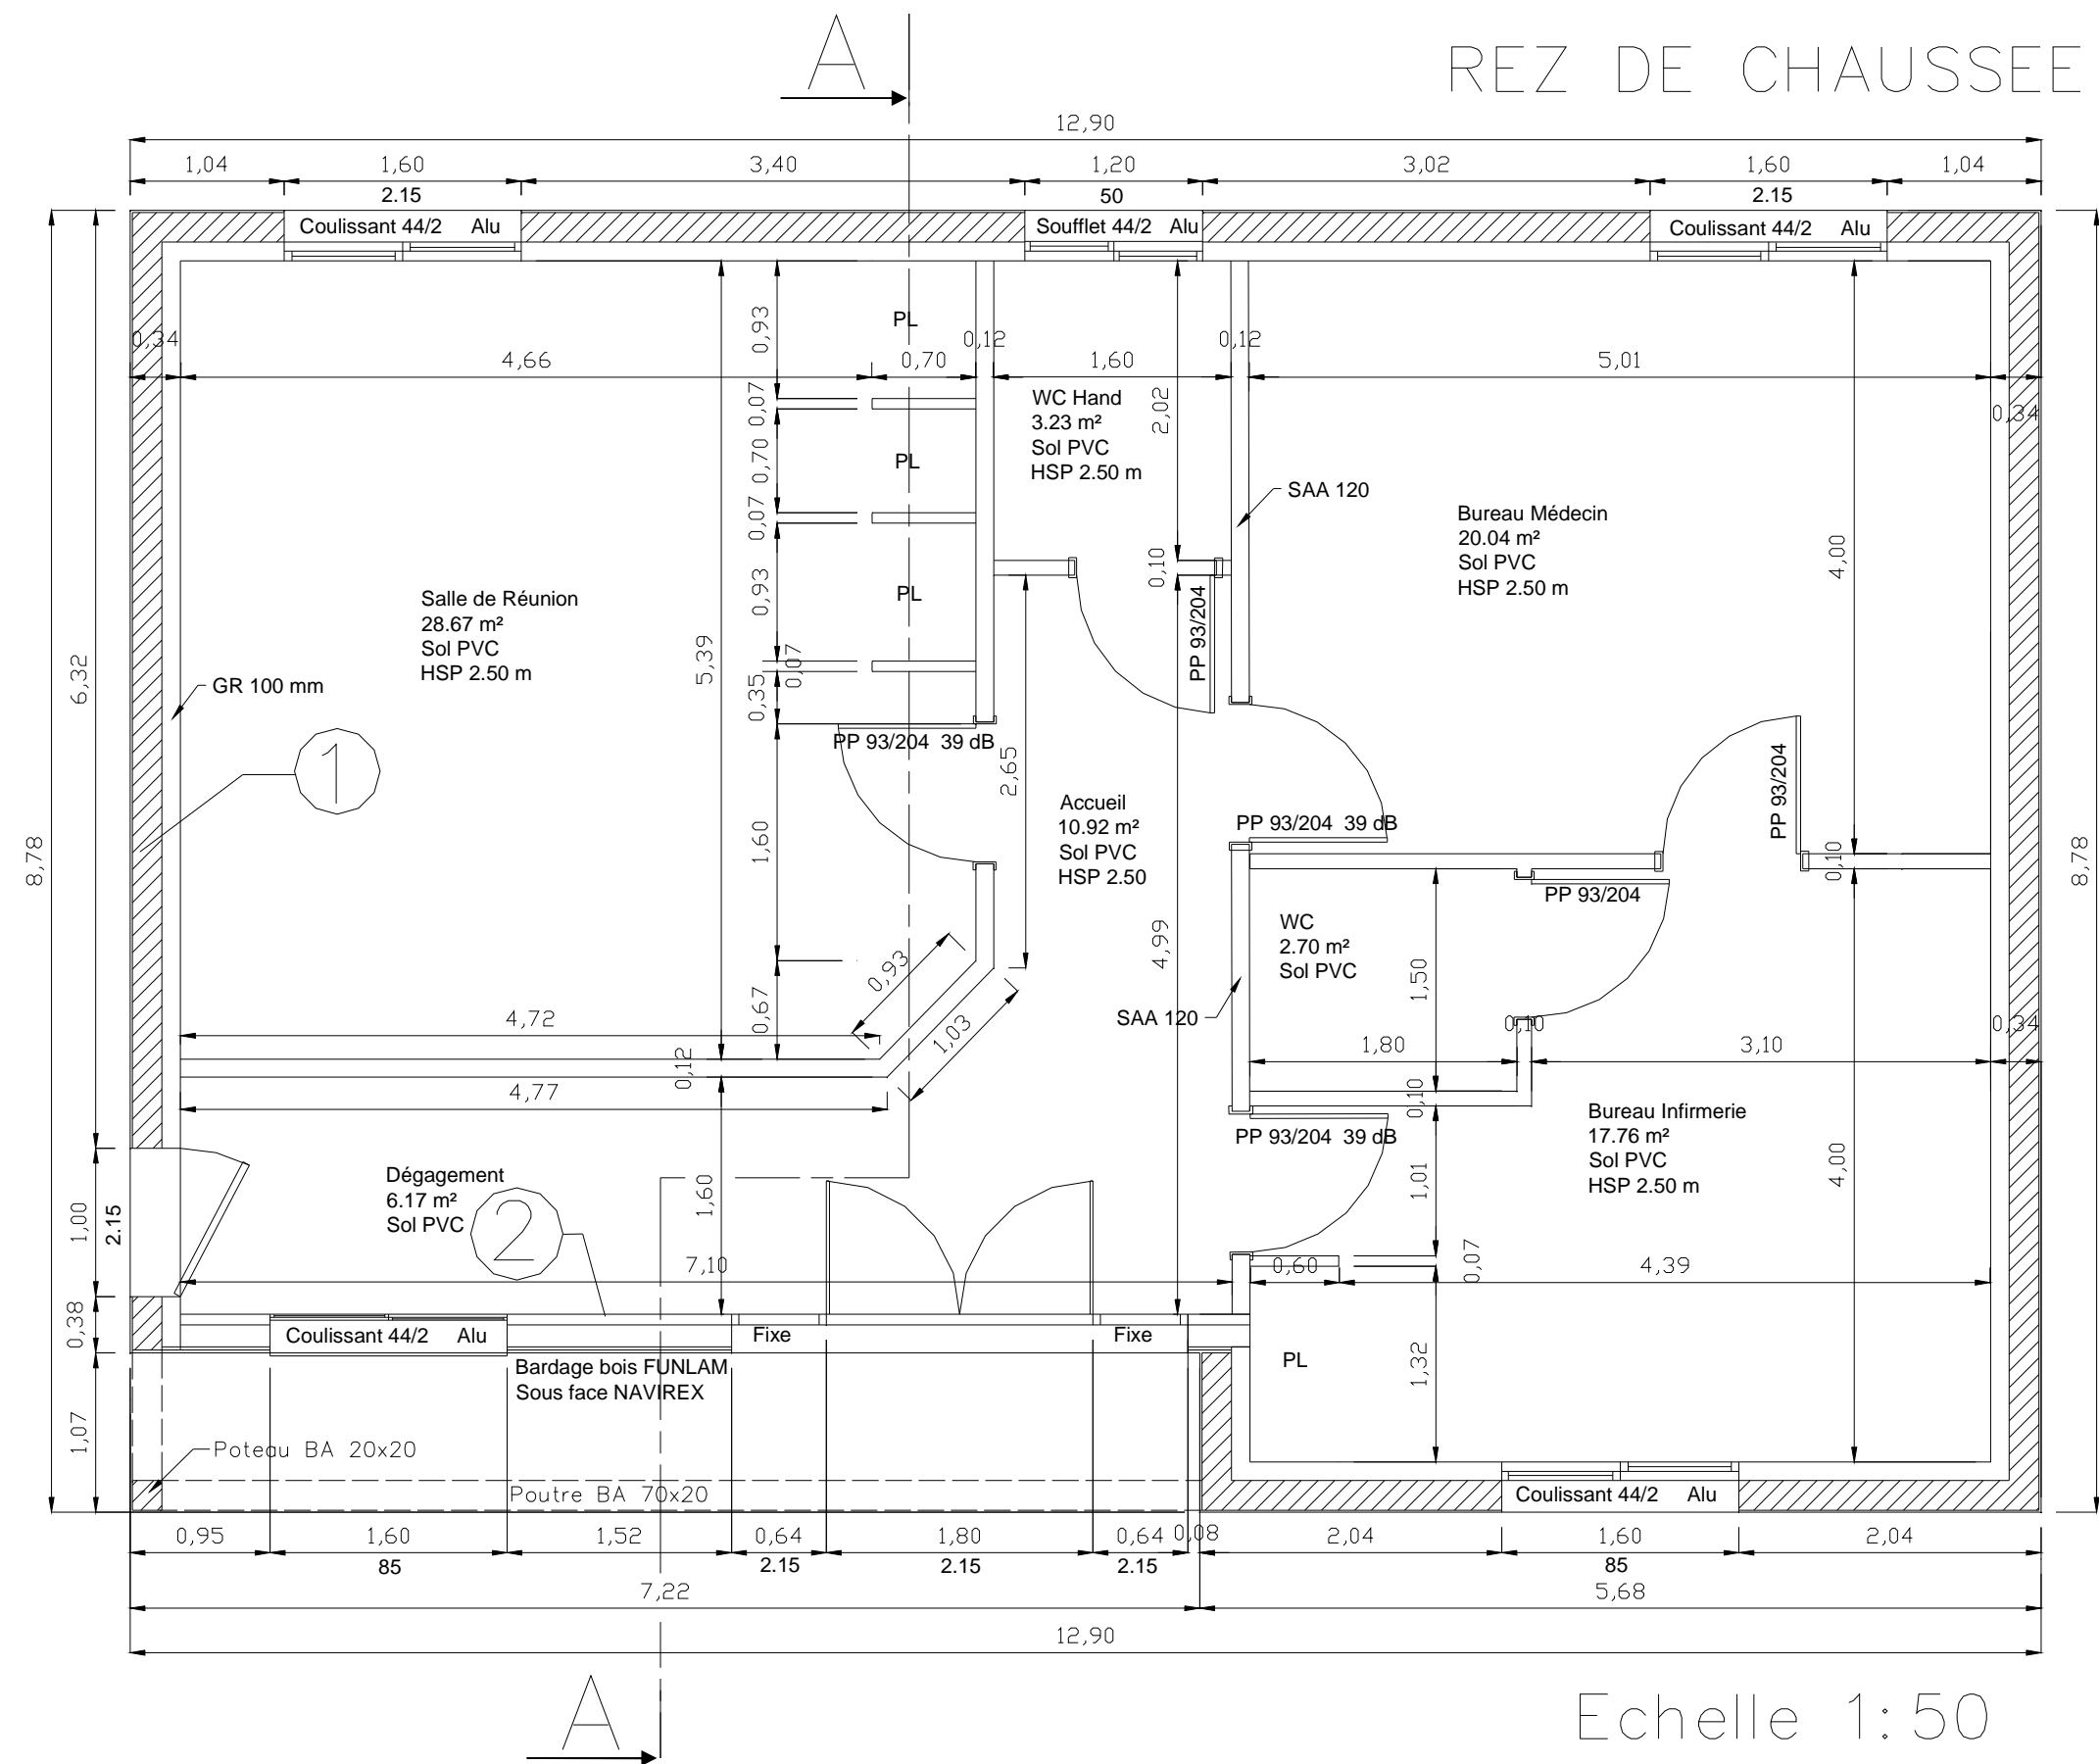 A
REZ DE CHAUSSEE
12,90
1,04
1,60
3,40
1,20
3,02
1,60
1,04
2.15
50
2.15
Coulissant 44/2 Alu
Soufflet 44/2 Alu
Coulissant 44/2 Alu
0,34
4,66
0,93
PL
0,70
0,12
1,60
0,12
5,01
0,34
WC Hand
3.23 m²
Sol PVC
HSP 2.50 m
2,02
0,07
0,70
PL
0,07
SAA 120
Bureau Médecin
20.04 m²
Sol PVC
HSP 2.50 m
4,00
0,10
0,93
PL
PP 93/204
Salle de Réunion
28.67 m²
Sol PVC
HSP 2.50 m
5,39
0,07
0,35
6,32
GR 100 mm
PP 93/204 39 dB
1
2,65
PP 93/204
Accueil
10.92 m²
Sol PVC
HSP 2.50
1,60
PP 93/204 39 dB
8,78
8,78
0,10
PP 93/204
WC
2.70 m²
Sol PVC
4,99
0,93
1,50
0,67
4,72
1,03
SAA 120
0,10
0,34
1,80
3,10
0,12
4,77
0,10
Bureau Infirmerie
17.76 m²
Sol PVC
HSP 2.50 m
PP 93/204 39 dB
Dégagement
6.17 m²
Sol PVC
2
1,60
1,01
4,00
1,00
2.15
7,10
0,60
0,07
4,39
0,38
Coulissant 44/2 Alu
Fixe
Fixe
PL
1,32
Bardage bois FUNLAM
Sous face NAVIREX
1,07
Poteau BA 20x20
Poutre BA 70x20
Coulissant 44/2 Alu
0,95
1,60
1,52
0,64
1,80
0,64
0,08
2,04
1,60
2,04
85
2.15
2.15
2.15
85
7,22
5,68
12,90
A
Echelle 1:50